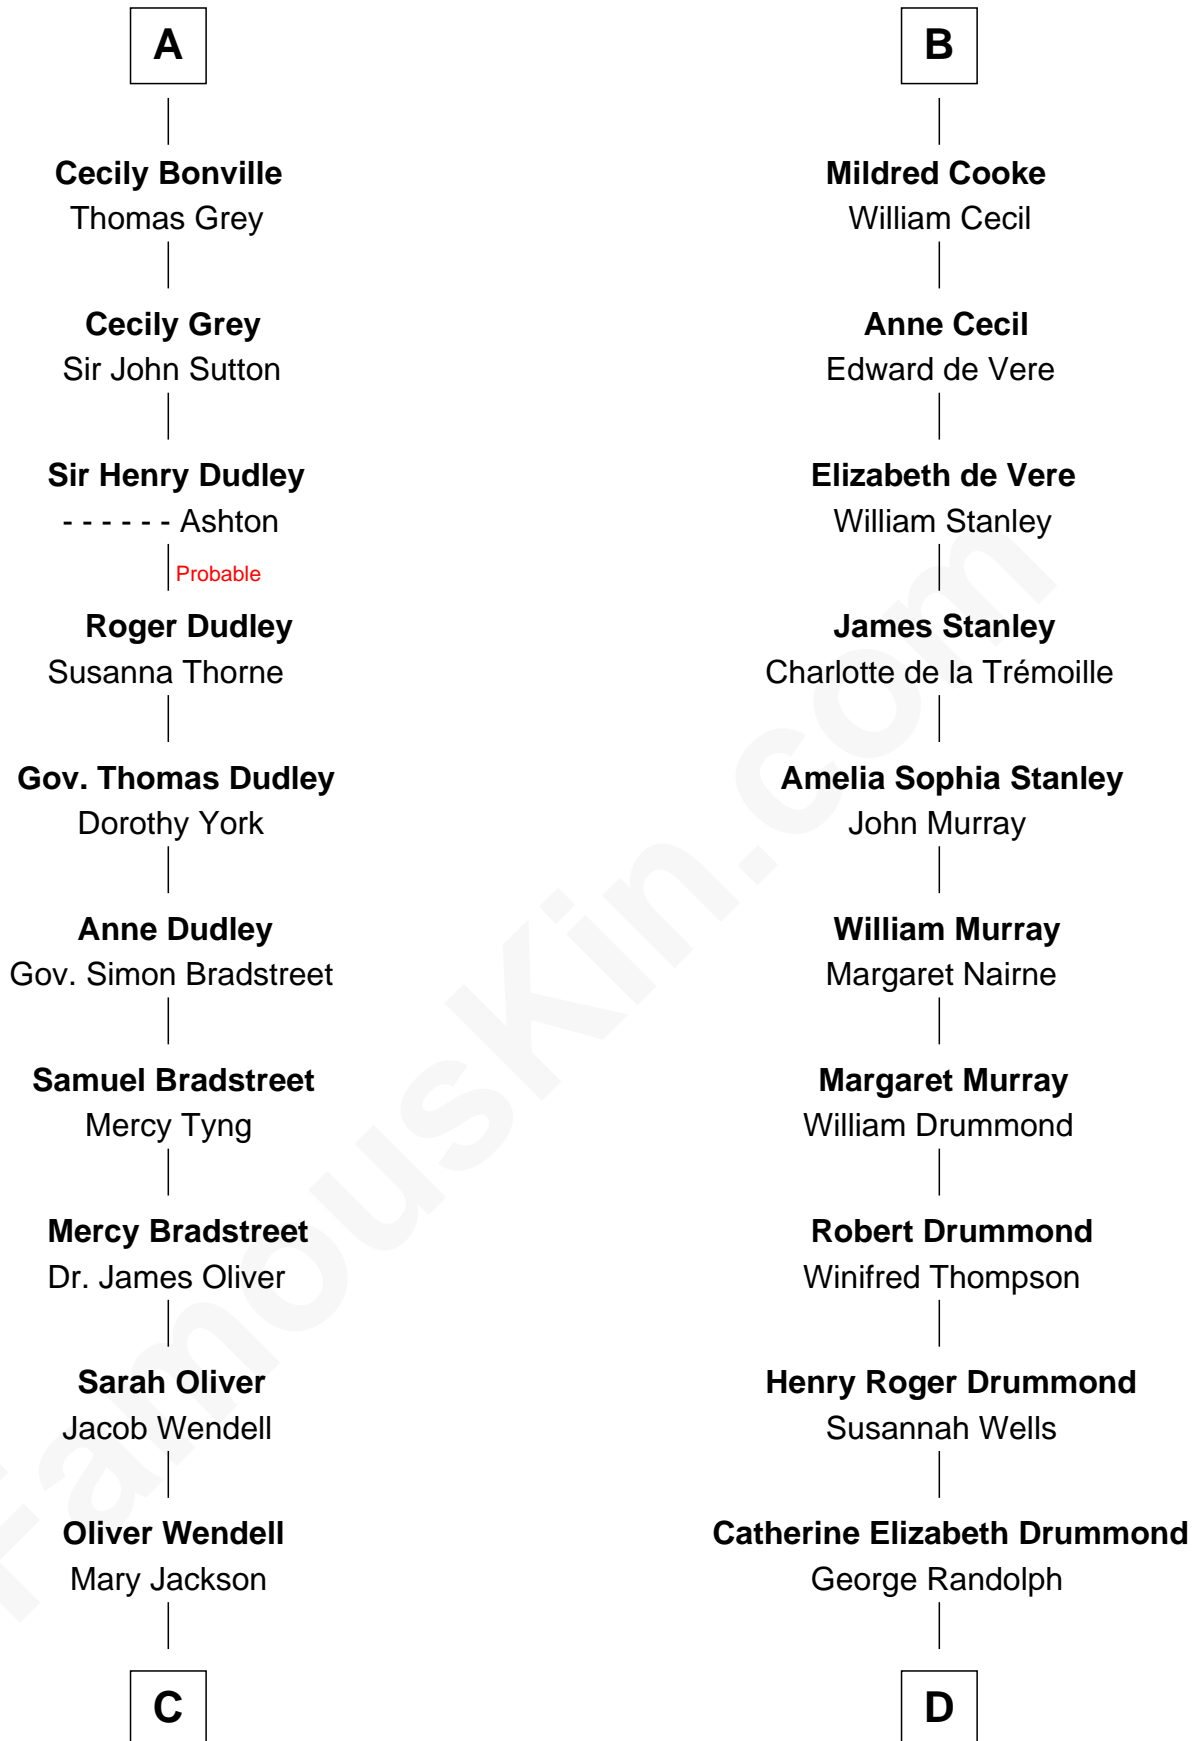 A
Cecily Bonville
Thomas Grey
Cecily Grey
Sir John Sutton
Sir Henry Dudley
- - - - - - Ashton
Probable
Roger Dudley
Susanna Thorne
Gov. Thomas Dudley
Dorothy York
Anne Dudley
Gov. Simon Bradstreet
Samuel Bradstreet
Mercy Tyng
Mercy Bradstreet
Dr. James Oliver
Sarah Oliver
Jacob Wendell
Oliver Wendell
Mary Jackson
C
B
Mildred Cooke
William Cecil
Anne Cecil
Edward de Vere
Elizabeth de Vere
William Stanley
James Stanley
Charlotte de la Trémoille
Amelia Sophia Stanley
John Murray
William Murray
Margaret Nairne
Margaret Murray
William Drummond
Robert Drummond
Winifred Thompson
Henry Roger Drummond
Susannah Wells
Catherine Elizabeth Drummond
George Randolph
D
FamousKin.com